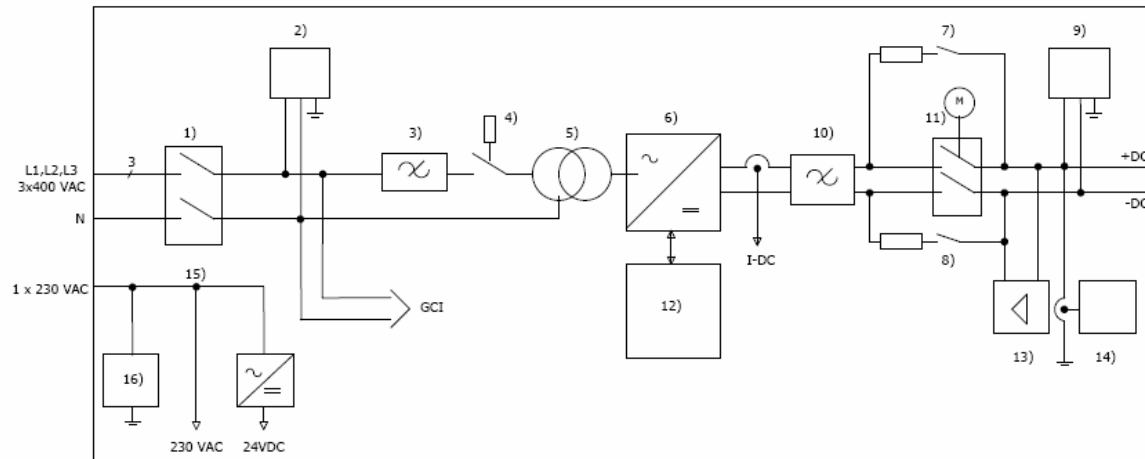 2)
7)
9)
M
1)
3)
4)
5)
6)
10)
11)
L1,L2,L3
3
3x400 VAC
+DC
-DC
N
I-DC
8)
15)
1 x 230 VAC
GCI
12)
13)
14)
16)
230 VAC
24VDC